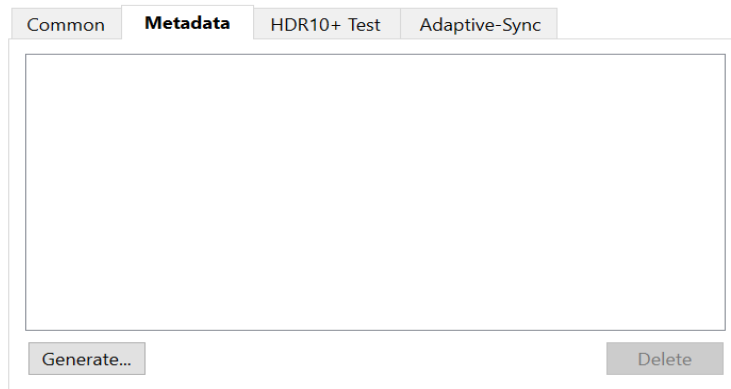 Common Metadata HDR10+ Test Adaptive-Sync
Generate... Delete